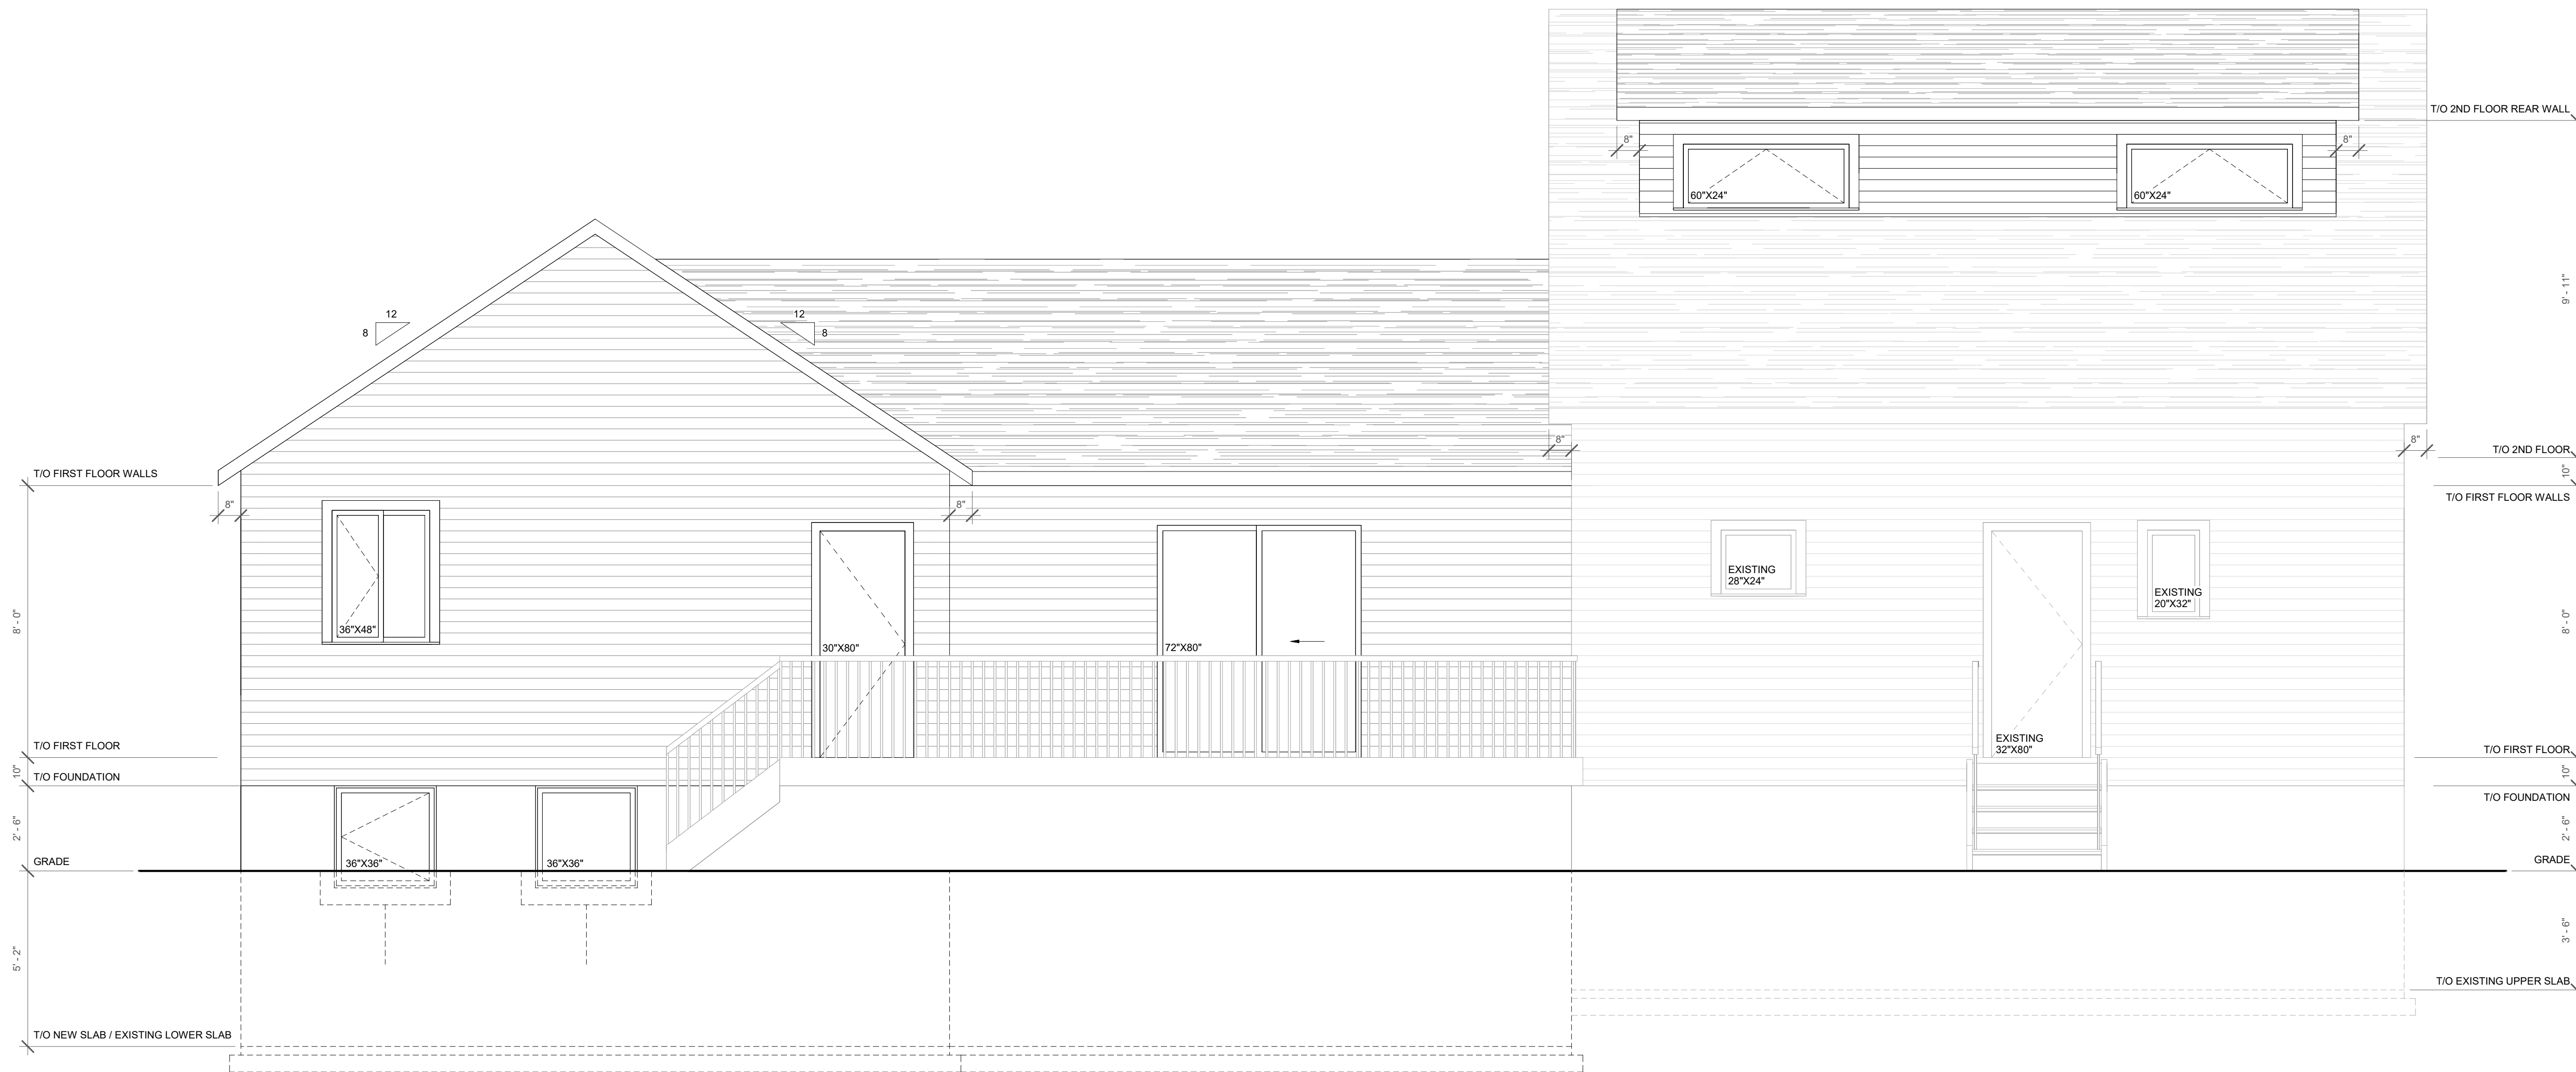 T/O 2ND FLOOR REAR WALL
8"
8"
60"X24"
60"X24"
9' - 11"
12
8
12
8
8"
8"
T/O 2ND FLOOR
10"
T/O FIRST FLOOR WALLS
T/O FIRST FLOOR WALLS
8"
8"
EXISTING
28"X24"
EXISTING
20"X32"
8' - 0"
8' - 0"
36"X48"
30"X80"
72"X80"
EXISTING
32"X80"
T/O FIRST FLOOR
T/O FIRST FLOOR
10"
10"
T/O FOUNDATION
T/O FOUNDATION
2' - 6"
2' - 6"
GRADE
36"X36"
36"X36"
GRADE
5' - 2"
3' - 6"
T/O EXISTING UPPER SLAB
T/O NEW SLAB / EXISTING LOWER SLAB